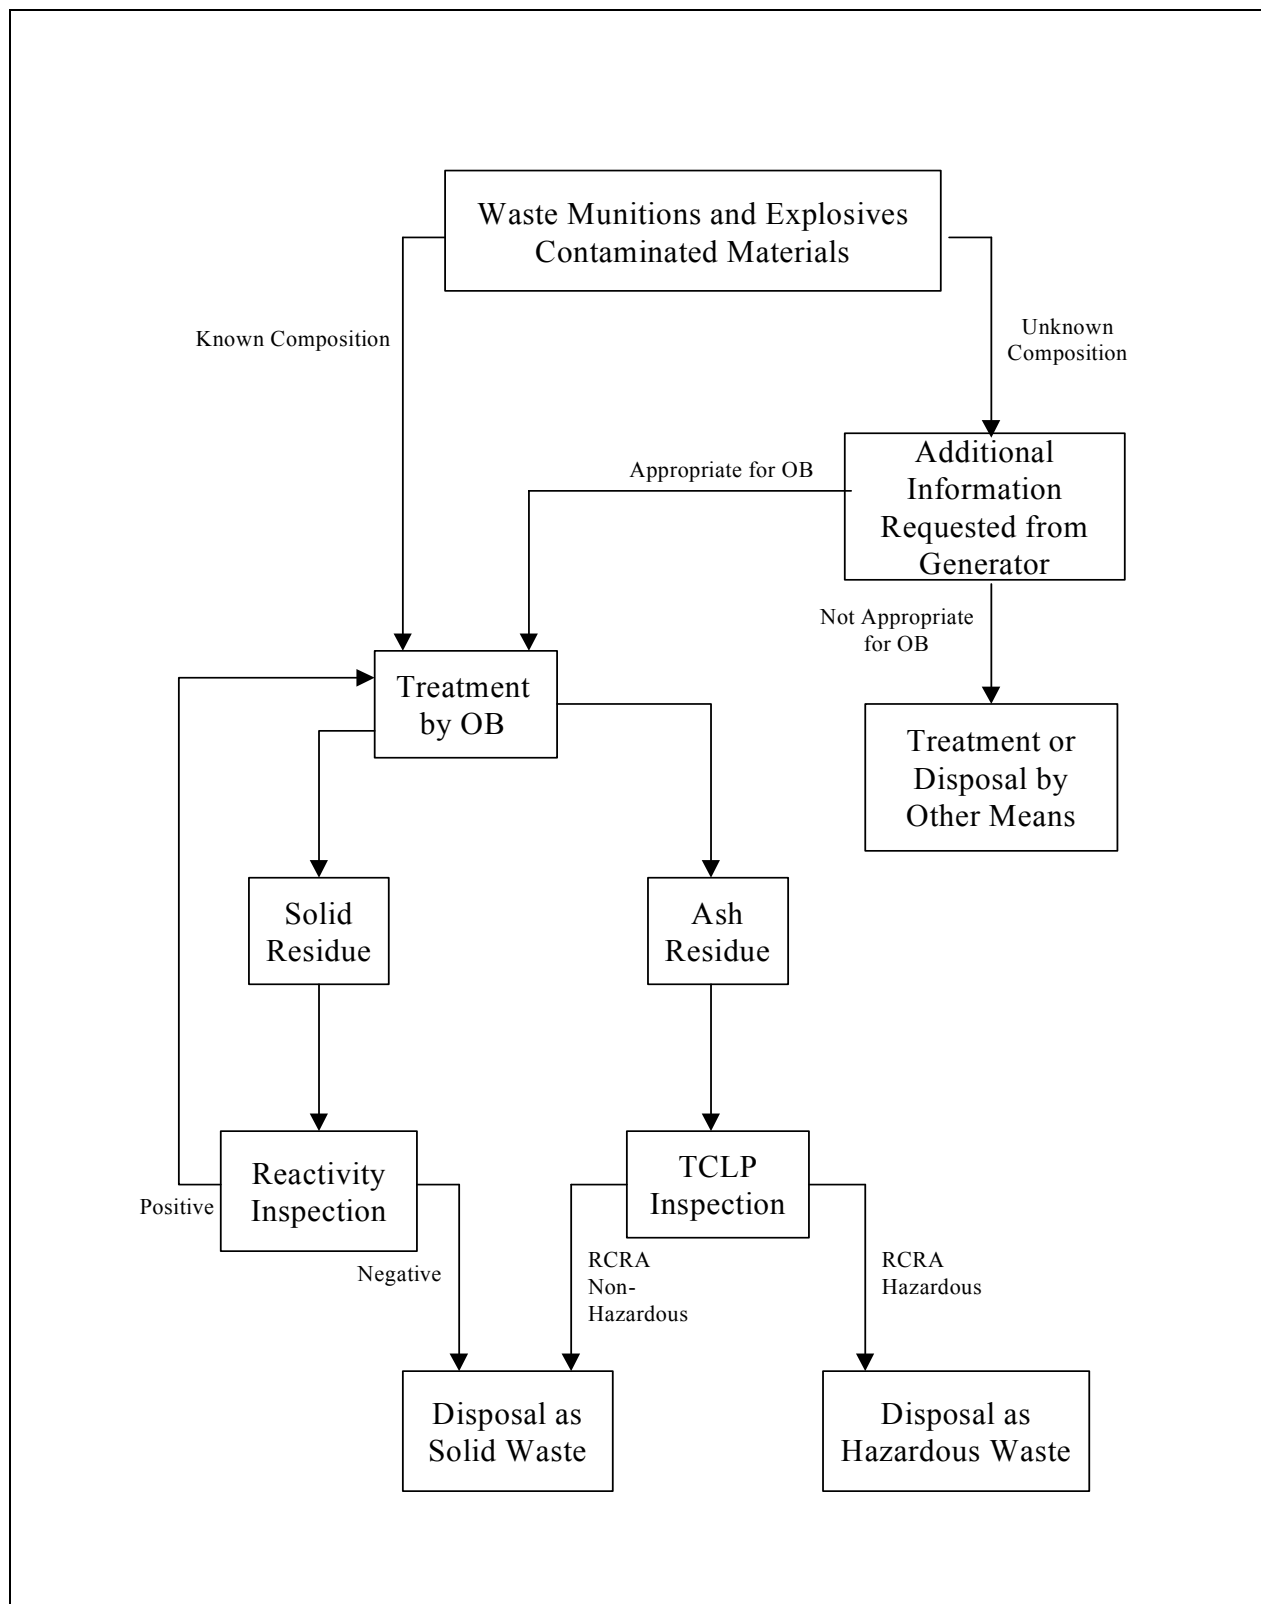 Waste Munitions and Explosives
Contaminated Materials
Known Composition
Unknown
Composition
Additional
Information
Requested from
Generator
Appropriate for OB
Not Appropriate
for OB
Treatment
by OB
Treatment or
Disposal by
Other Means
Solid
Residue
Ash
Residue
Reactivity
Inspection
TCLP
Inspection
Positive
Negative
RCRA
Non-
Hazardous
RCRA
Hazardous
Disposal as
Solid Waste
Disposal as
Hazardous Waste